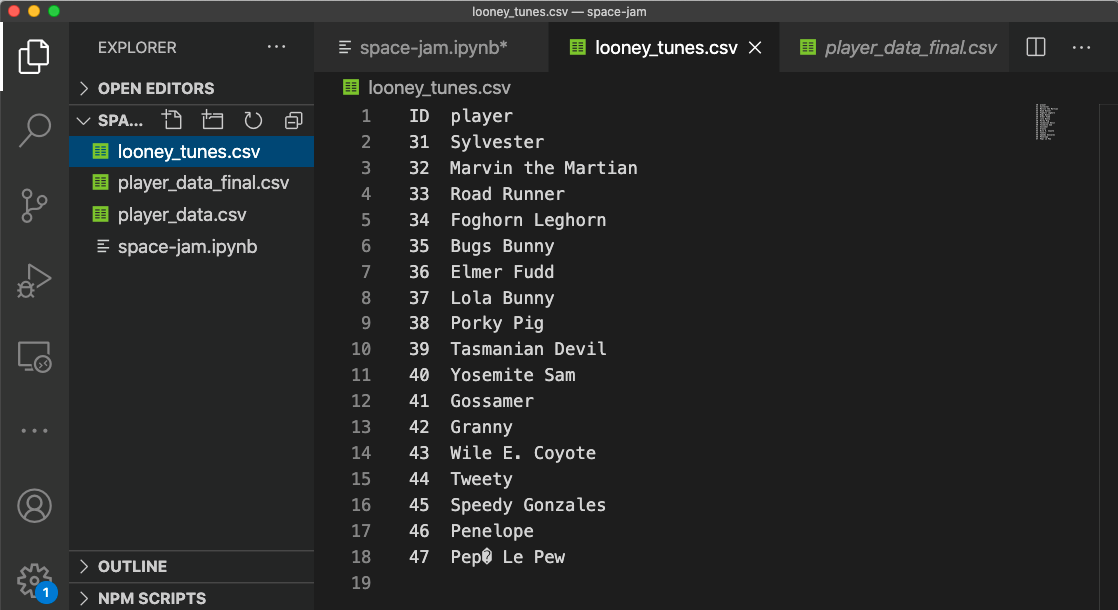 looney_tunes.csv — space-jam
EXPLORER
OPEN EDITORS
SPA...
looney_tunes.csv
player_data_final.csv
player_data.csv
space-jam.ipynb
OUTLINE
NPM SCRIPTS
1
space-jam.ipynb*
looney_tunes.csv
player_data_final.csv
looney_tunes.csv
1 ID player
2 31 Sylvester
3 32 Marvin the Martian
4 33 Road Runner
5 34 Foghorn Leghorn
6 35 Bugs Bunny
7 36 Elmer Fudd
8 37 Lola Bunny
9 38 Porky Pig
10 39 Tasmanian Devil
11 40 Yosemite Sam
12 41 Gossamer
13 42 Granny
14 43 Wile E. Coyote
15 44 Tweety
16 45 Speedy Gonzales
17 46 Penelope
18 47 Pep� Le Pew
19